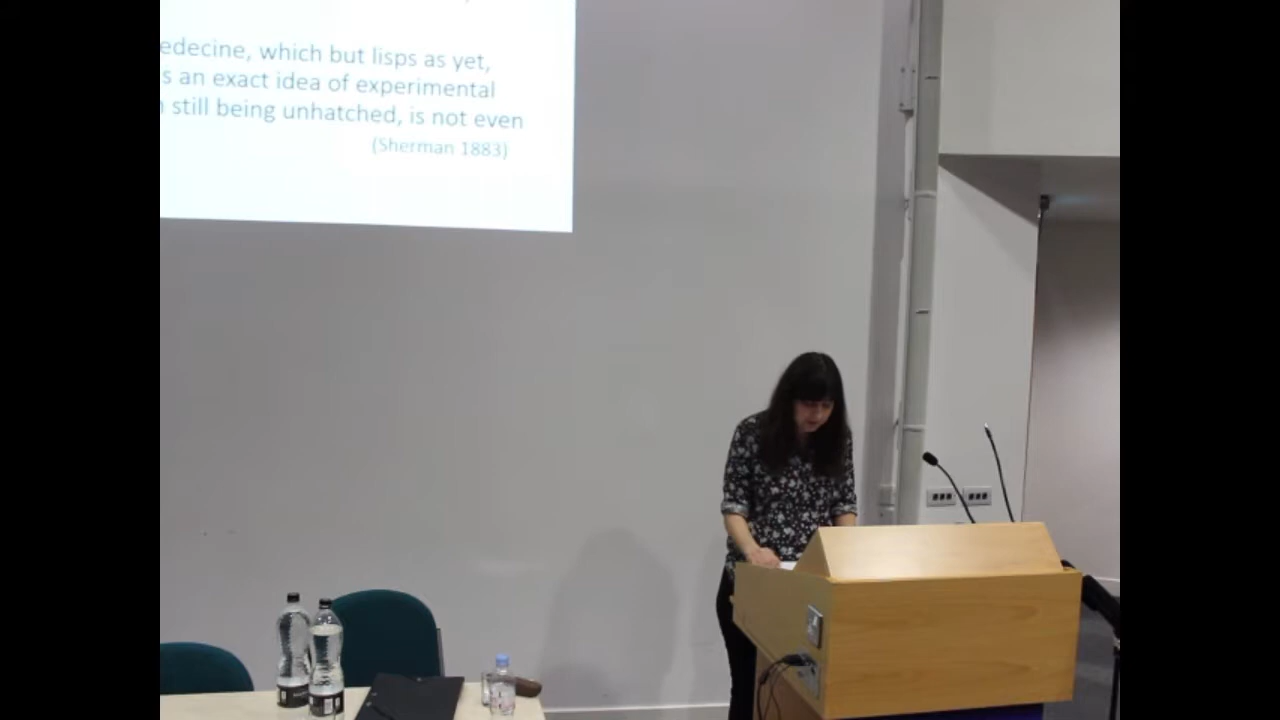 edecine, which but lisps as yet,
s an exact idea of experimental
still being unhatched, is not even
(Sherman 1883)